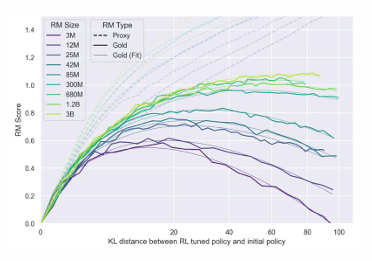 RM Size
3M
12M
25M
42M
85M
300M
680M
1.2B
3B
RM Type
Proxy
Gold
Gold (Fit)
1.4
1.2
1.0
0.8
0.6
0.4
0.2
0.0
RM Score
0 20 40 60 80 100
KL distance between RL tuned policy and initial policy